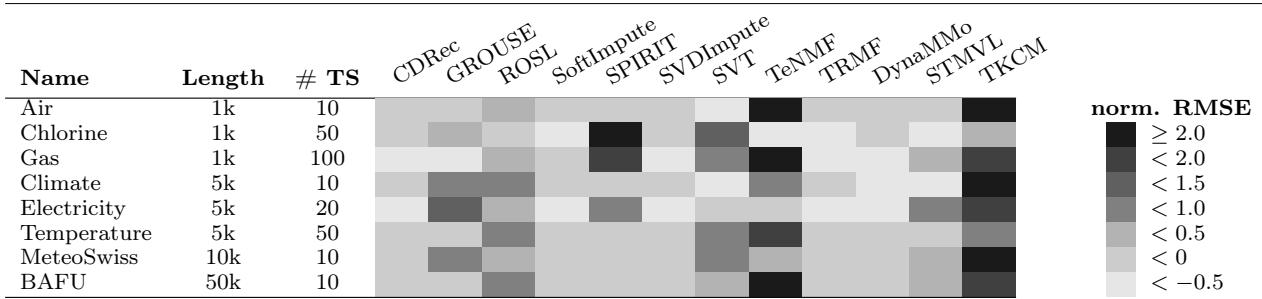 Name Length # TS CDRec GROUSE ROSL SoftImpute SPIRIT SVDImpute SVT TeNMF TRMF DynaMMo STMVL TKCM
Air 1k 10 norm. RMSE
Chlorine 1k 50 ≥ 2.0
Gas 1k 100 < 2.0
Climate 5k 10 < 1.5
Electricity 5k 20 < 1.0
Temperature 5k 50 < 0.5
MeteoSwiss 10k 10 < 0
BAFU 50k 10 < −0.5